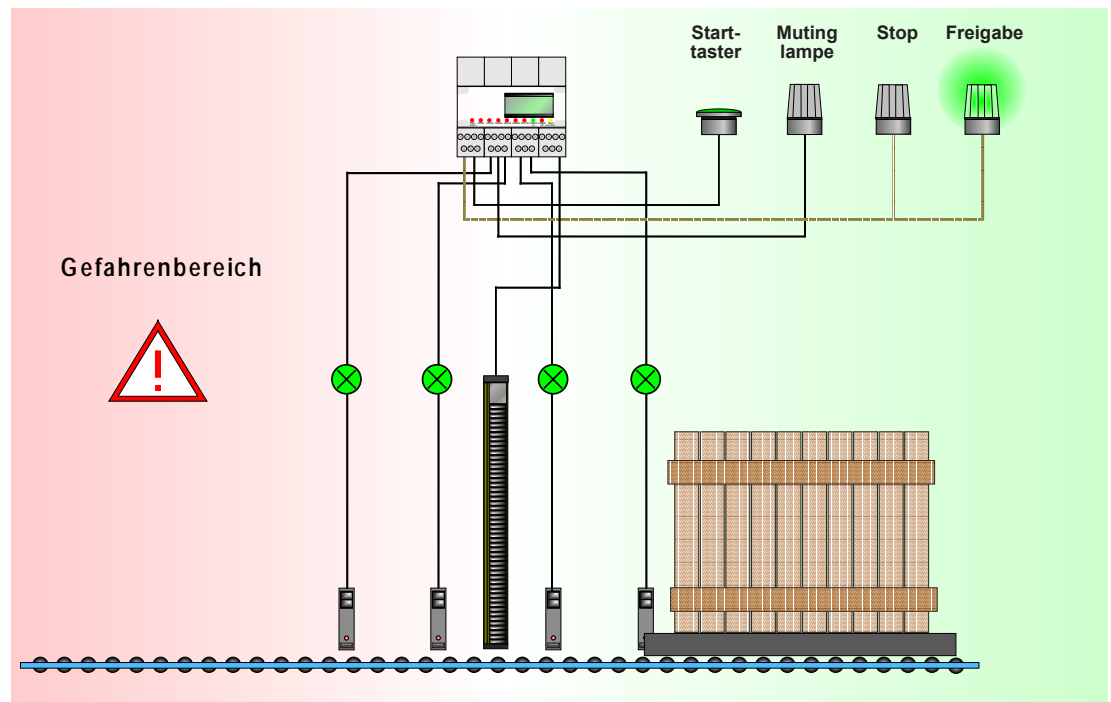 Start-
taster
Muting
lampe
Stop
Freigabe
Gefahrenbereich
!